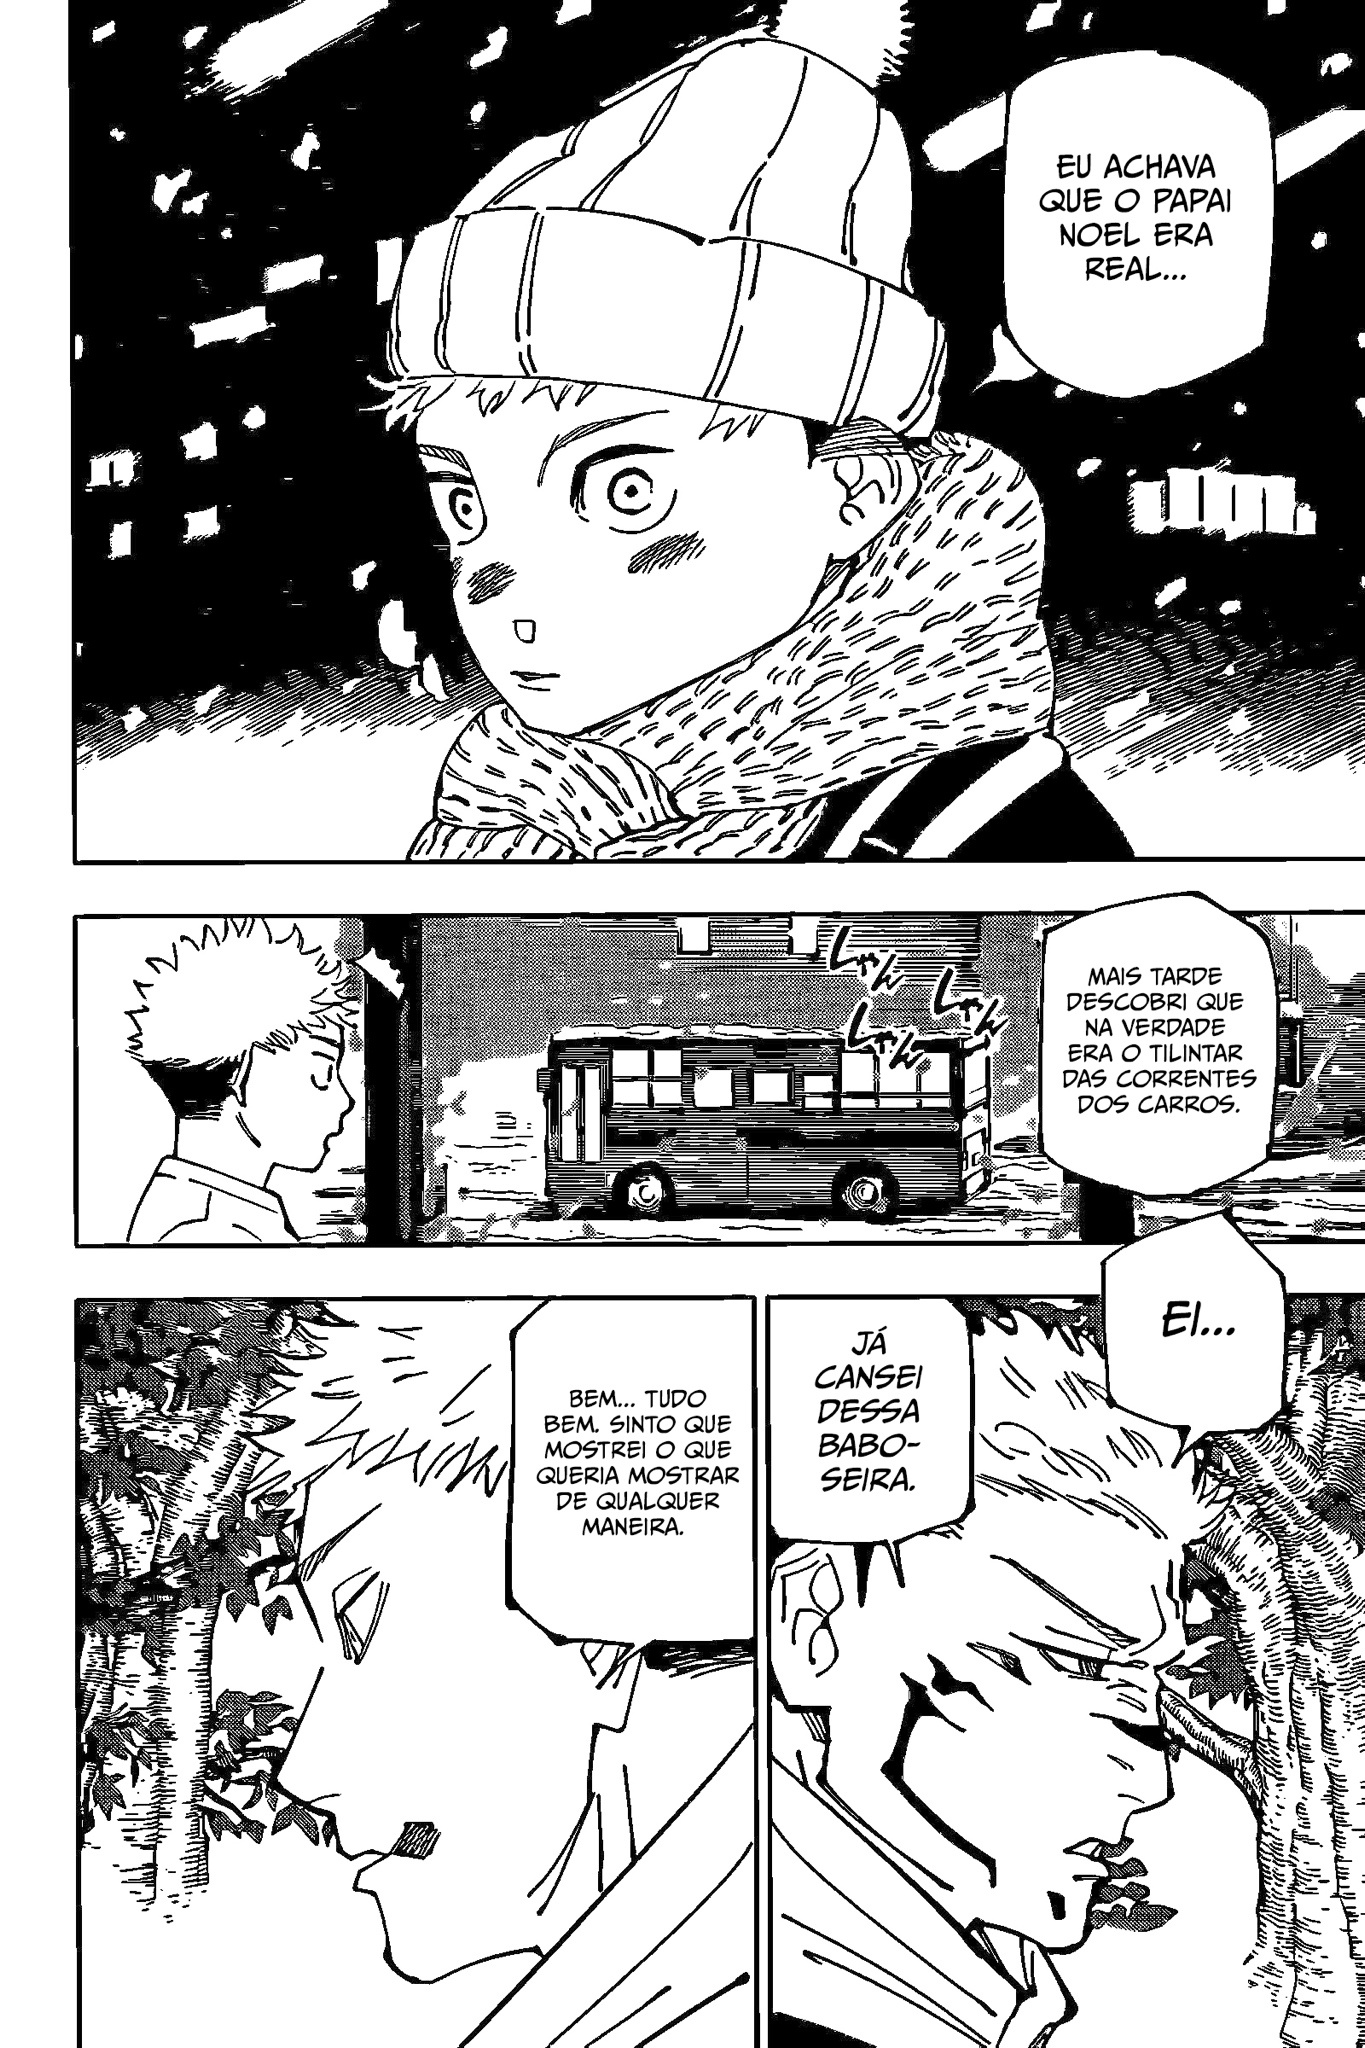 EU ACHAVA
QUE O PAPAI
NOEL ERA
REAL...
MAIS TARDE
DESCOBRI QUE
NA VERDADE
ERA O TILINTAR
DAS CORRENTES
DOS CARROS.
EI...
JÁ
CANSEI
DESSA
BABO-
SEIRA.
BEM... TUDO
BEM. SINTO QUE
MOSTREI O QUE
QUERIA MOSTRAR
DE QUALQUER
MANEIRA.